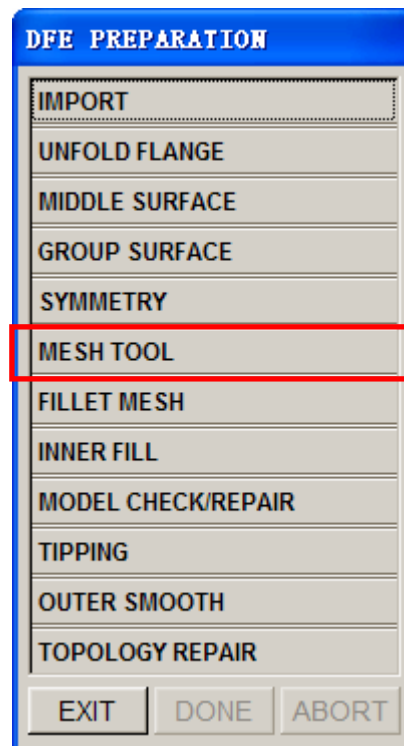 DFE PREPARATION
IMPORT
UNFOLD FLANGE
MIDDLE SURFACE
GROUP SURFACE
SYMMETRY
MESH TOOL
FILLET MESH
INNER FILL
MODEL CHECK/REPAIR
TIPPING
OUTER SMOOTH
TOPOLOGY REPAIR
EXIT DONE ABORT